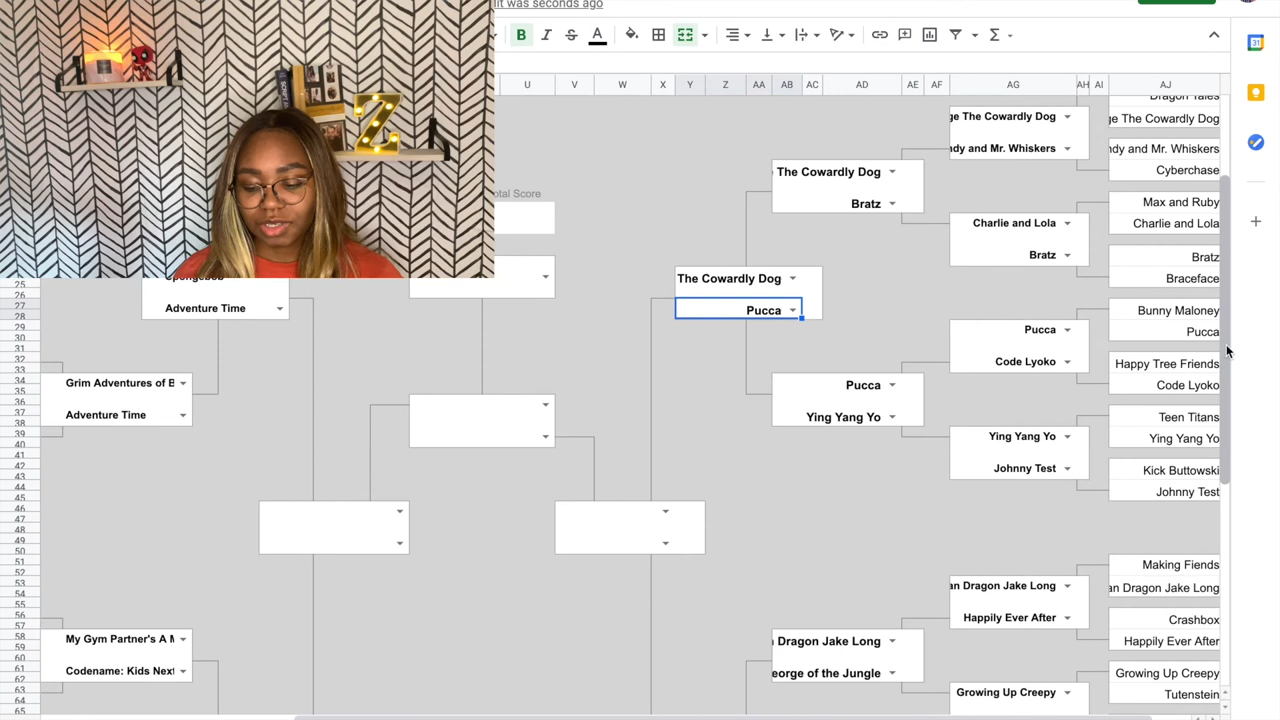 lit was seconds ago
B I S A
U V W X Y Z AA AB AC AD AE AF AG AH AI AJ
Dragon Tales
ge The Cowardly Dog
ge The Cowardly Dog
ndy and Mr. Whiskers
ndy and Mr. Whiskers
Cyberchase
The Cowardly Dog
Bratz
Max and Ruby
Charlie and Lola
Charlie and Lola
Bratz
Bratz
Braceface
otal Score
Spongebob
Adventure Time
The Cowardly Dog
Pucca
Bunny Maloney
Pucca
Pucca
Code Lyoko
Happy Tree Friends
Code Lyoko
Grim Adventures of B
Adventure Time
Pucca
Ying Yang Yo
Teen Titans
Ying Yang Yo
Ying Yang Yo
Johnny Test
Kick Buttowski
Johnny Test
Making Fiends
an Dragon Jake Long
an Dragon Jake Long
Happily Ever After
Crashbox
Happily Ever After
My Gym Partner's A M
Codename: Kids Next
Dragon Jake Long
eorge of the Jungle
Growing Up Creepy
Growing Up Creepy
Tutenstein
25
26
27
28
29
30
31
32
33
34
35
36
37
38
39
40
41
42
43
44
45
46
47
48
49
50
51
52
53
54
55
56
57
58
59
60
61
62
63
64
65
Z
31